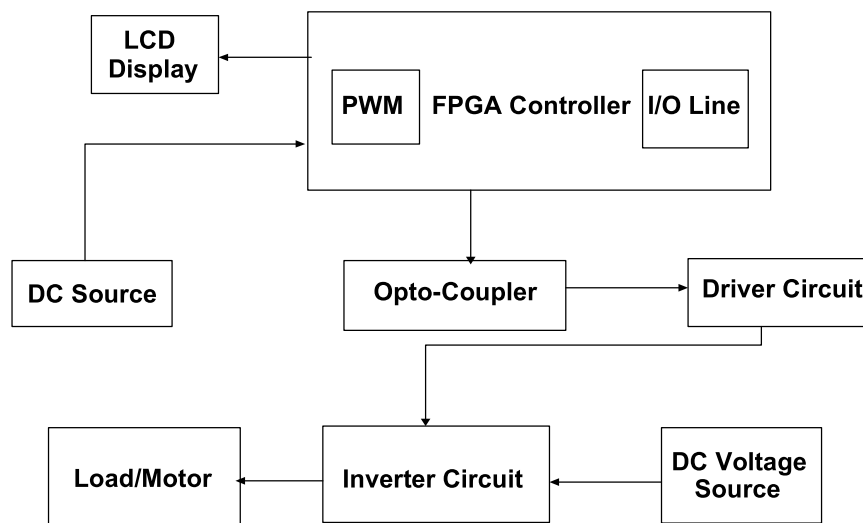 LCD
Display
PWM
FPGA Controller
I/O Line
DC Source
Opto-Coupler
Driver Circuit
Load/Motor
Inverter Circuit
DC Voltage
Source